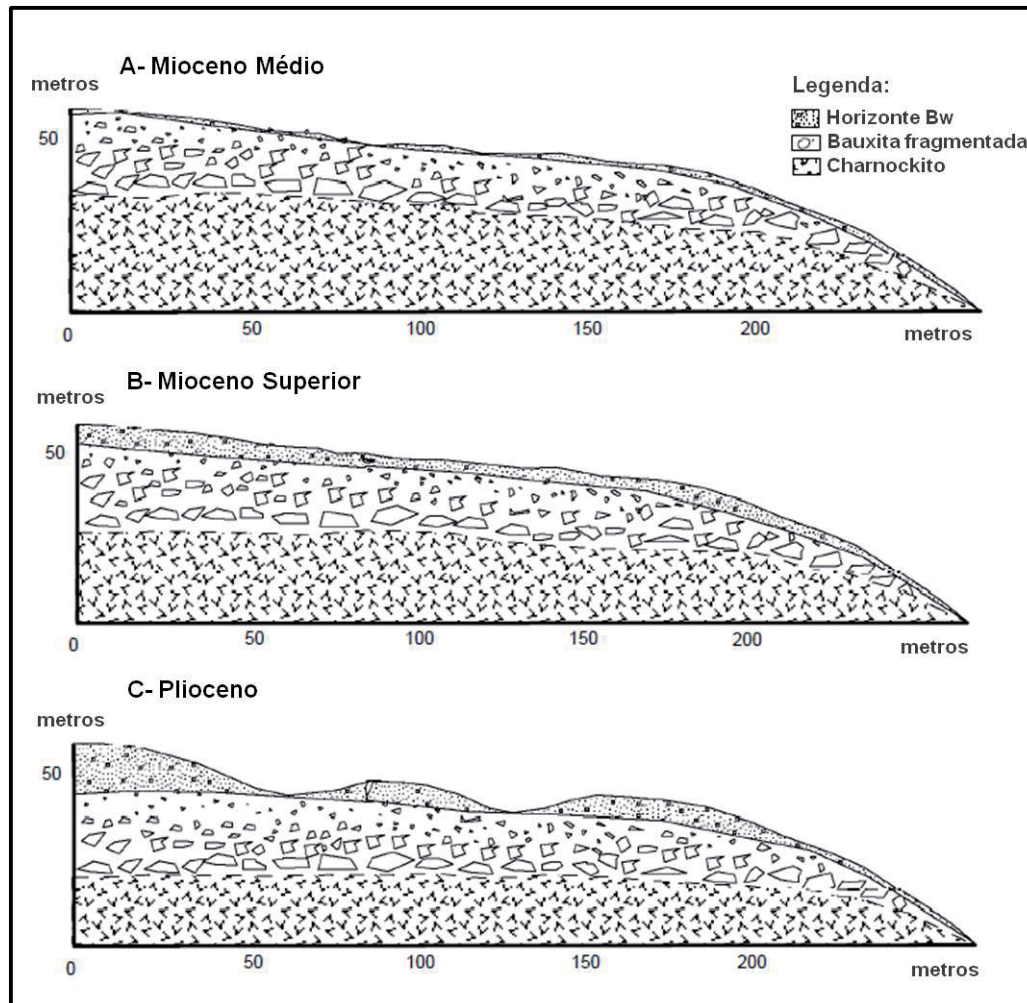 A- Mioceno Médio
metros
Legenda:
Horizonte Bw
Bauxita fragmentada
Charnockito
50
0 50 100 150 200 metros
B- Mioceno Superior
metros
50
0 50 100 150 200 metros
C- Plioceno
metros
50
0 50 100 150 200 metros